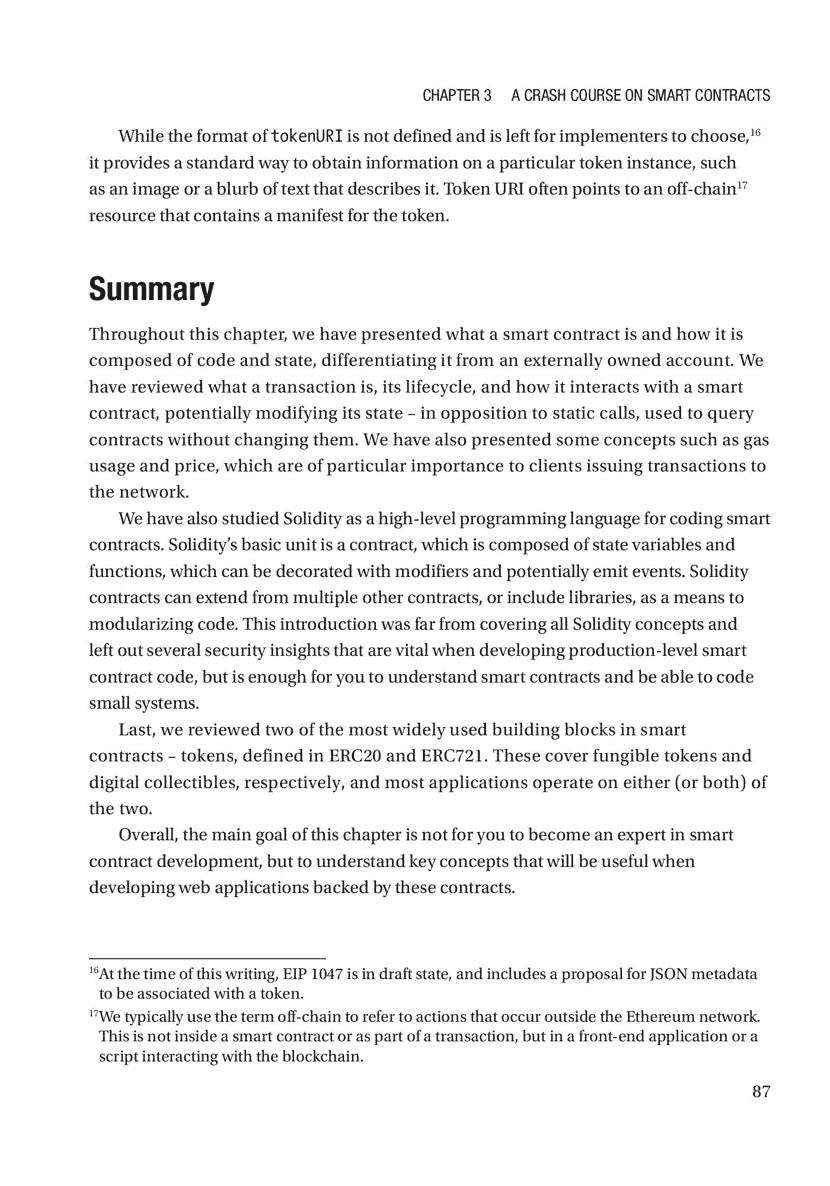 CHAPTER 3 A CRASH COURSE ON SMART CONTRACTS
While the format of tokenURI is not defined and is left for implementers to choose,16
it provides a standard way to obtain information on a particular token instance, such
as an image or a blurb of text that describes it. Token URI often points to an off-chain17
resource that contains a manifest for the token.
Summary
Throughout this chapter, we have presented what a smart contract is and how it is
composed of code and state, differentiating it from an externally owned account. We
have reviewed what a transaction is, its lifecycle, and how it interacts with a smart
contract, potentially modifying its state – in opposition to static calls, used to query
contracts without changing them. We have also presented some concepts such as gas
usage and price, which are of particular importance to clients issuing transactions to
the network.
We have also studied Solidity as a high-level programming language for coding smart
contracts. Solidity’s basic unit is a contract, which is composed of state variables and
functions, which can be decorated with modifiers and potentially emit events. Solidity
contracts can extend from multiple other contracts, or include libraries, as a means to
modularizing code. This introduction was far from covering all Solidity concepts and
left out several security insights that are vital when developing production-level smart
contract code, but is enough for you to understand smart contracts and be able to code
small systems.
Last, we reviewed two of the most widely used building blocks in smart
contracts – tokens, defined in ERC20 and ERC721. These cover fungible tokens and
digital collectibles, respectively, and most applications operate on either (or both) of
the two.
Overall, the main goal of this chapter is not for you to become an expert in smart
contract development, but to understand key concepts that will be useful when
developing web applications backed by these contracts.
16At the time of this writing, EIP 1047 is in draft state, and includes a proposal for JSON metadata
to be associated with a token.
17We typically use the term off-chain to refer to actions that occur outside the Ethereum network.
This is not inside a smart contract or as part of a transaction, but in a front-end application or a
script interacting with the blockchain.
87